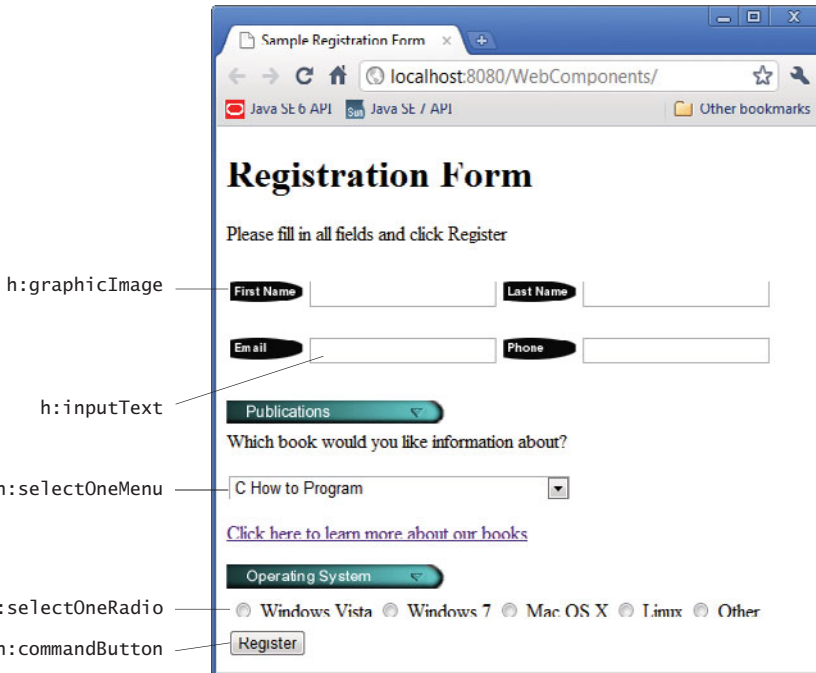 Sample Registration Form
localhost:8080/WebComponents/
Java SE 6 API Sun Java SE 7 API Other bookmarks
Registration Form
Please fill in all fields and click Register
h:graphicImage
First Name Last Name
Email Phone
h:inputText
Publications
Which book would you like information about?
h:selectOneMenu
C How to Program
Click here to learn more about our books
Operating System
:selectOneRadio
Windows Vista Windows 7 Mac OS X Linux Other
h:commandButton
Register